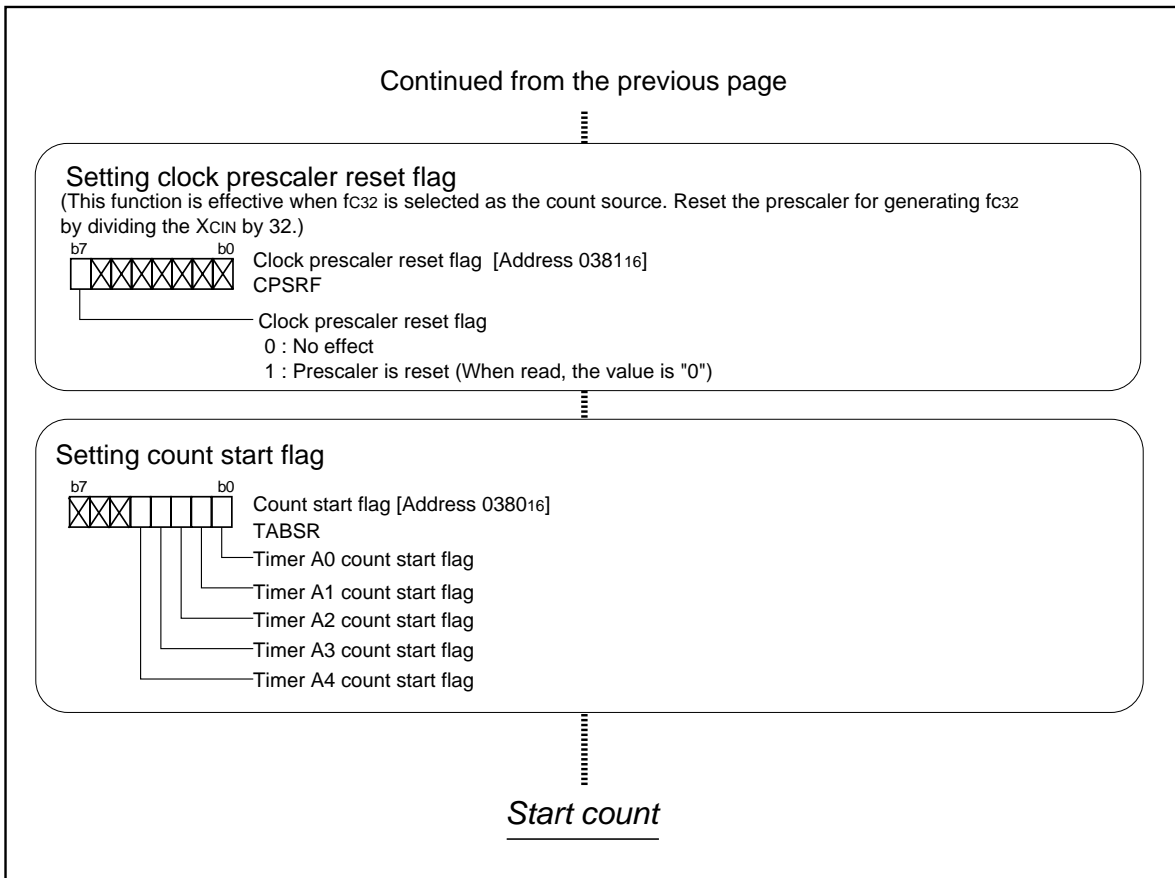 Continued from the previous page
Setting clock prescaler reset flag
(This function is effective when fC32 is selected as the count source. Reset the prescaler for generating fC32
by dividing the XCIN by 32.)
b7 b0
Clock prescaler reset flag [Address 038116]
CPSRF
Clock prescaler reset flag
0 : No effect
1 : Prescaler is reset (When read, the value is "0")
Setting count start flag
b7 b0
Count start flag [Address 038016]
TABSR
Timer A0 count start flag
Timer A1 count start flag
Timer A2 count start flag
Timer A3 count start flag
Timer A4 count start flag
Start count